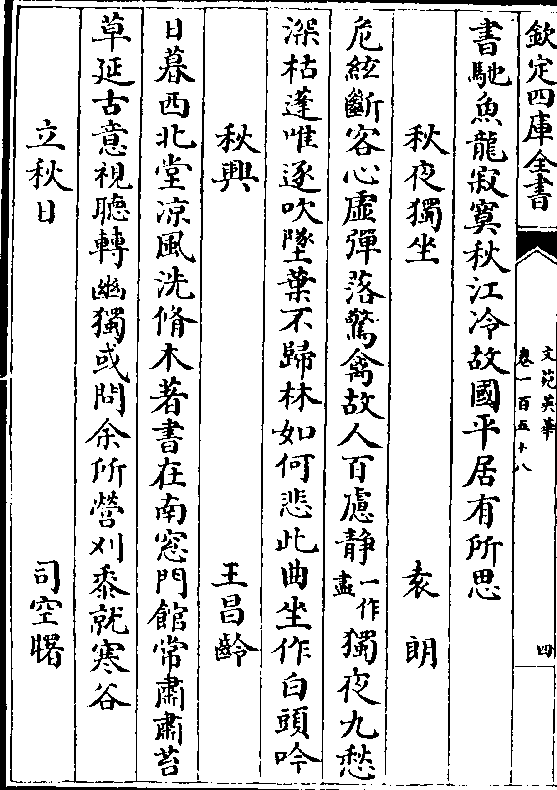 欽定四庫全書
文苑英華
卷一百五十八
四
書馳魚龍寂寞秋江冷故國平居有所思
秋夜獨坐 袁朗
危絃斷客心虛彈落驚禽故人百慮静一作盡獨夜九愁
深枯蓬唯逐吹墜葉不歸林如何悲此曲坐作白頭吟
秋興 王昌齡
日暮西北堂凉風洗脩木著書在南窓門館常肅肅苔
草延古意視聽轉幽獨或問余所營刈黍就寒谷
立秋日 司空曙